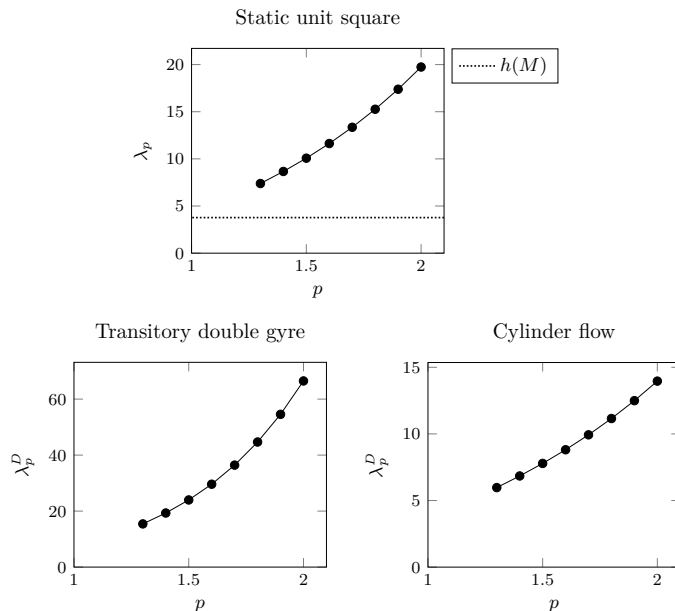 Static unit square
20
15
10
5
0
1
1.5
2
λ_p
p
h(M)
Transitory double gyre
60
40
20
0
1
1.5
2
λ_p^D
p
Cylinder flow
15
10
5
0
1
1.5
2
λ_p^D
p